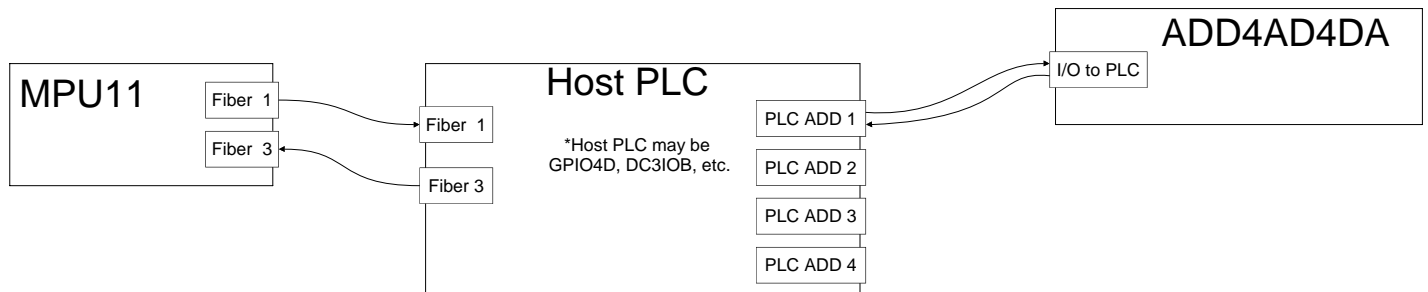 MPU11
Fiber 1
Fiber 3
Host PLC
*Host PLC may be
GPIO4D, DC3IOB, etc.
Fiber 1
Fiber 3
PLC ADD 1
PLC ADD 2
PLC ADD 3
PLC ADD 4
ADD4AD4DA
I/O to PLC